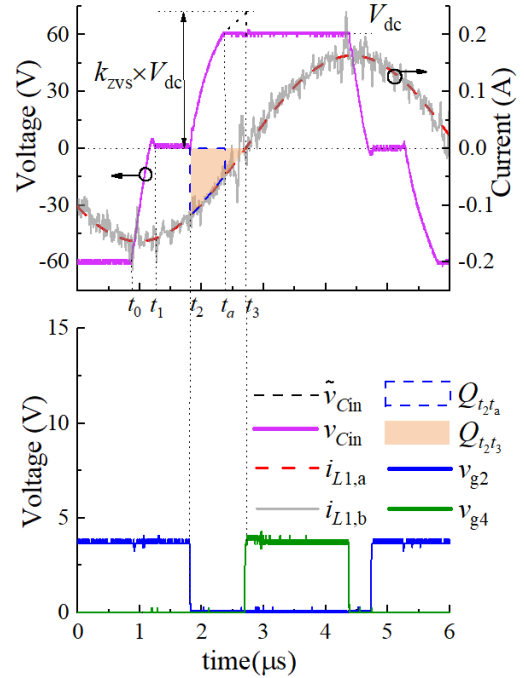 60
30
0
-30
-60
Voltage (V)
k_zvs×V_dc
V_dc
0.2
0.1
0.0
-0.1
-0.2
Current (A)
t_0 t_1 t_2 t_a t_3
15
10
5
0
Voltage (V)
ṽ_Cin
v_Cin
i_L1,a
i_L1,b
Q_t_2t_a
Q_t_2t_3
v_g2
v_g4
0 1 2 3 4 5 6
time(μs)